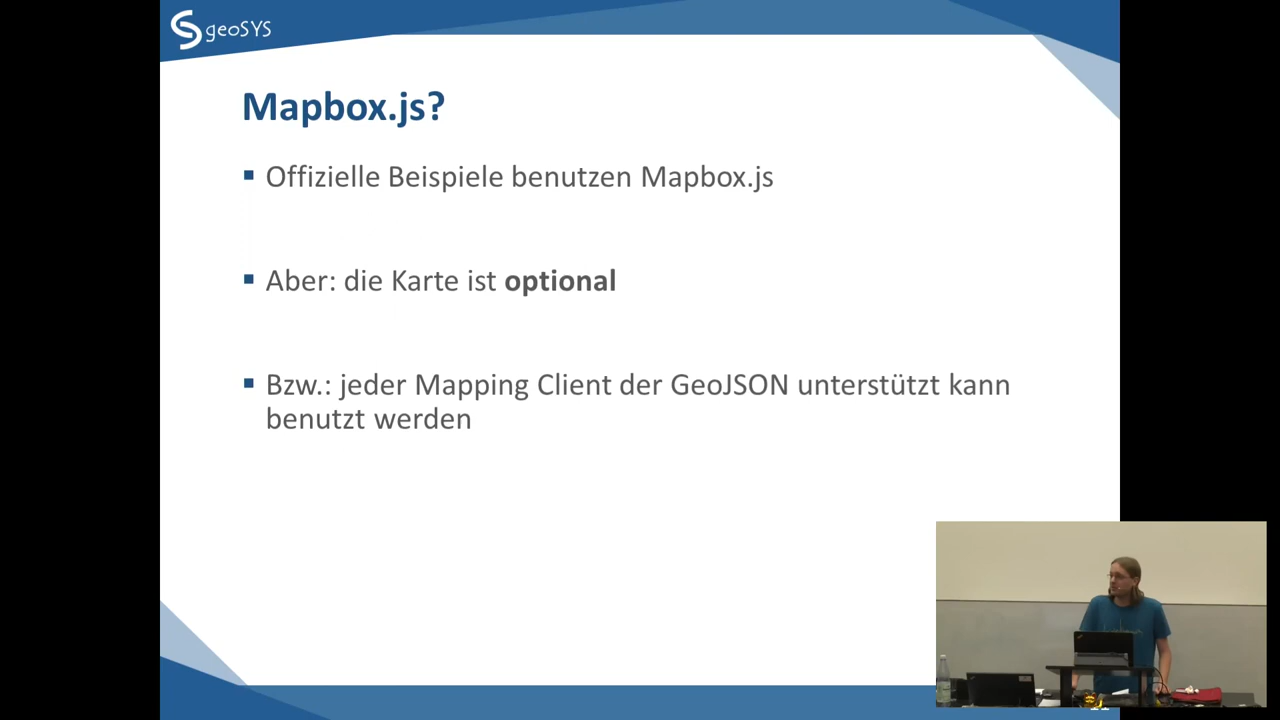 geoSYS
Mapbox.js?
Offizielle Beispiele benutzen Mapbox.js
Aber: die Karte ist optional
Bzw.: jeder Mapping Client der GeoJSON unterstützt kann
benutzt werden